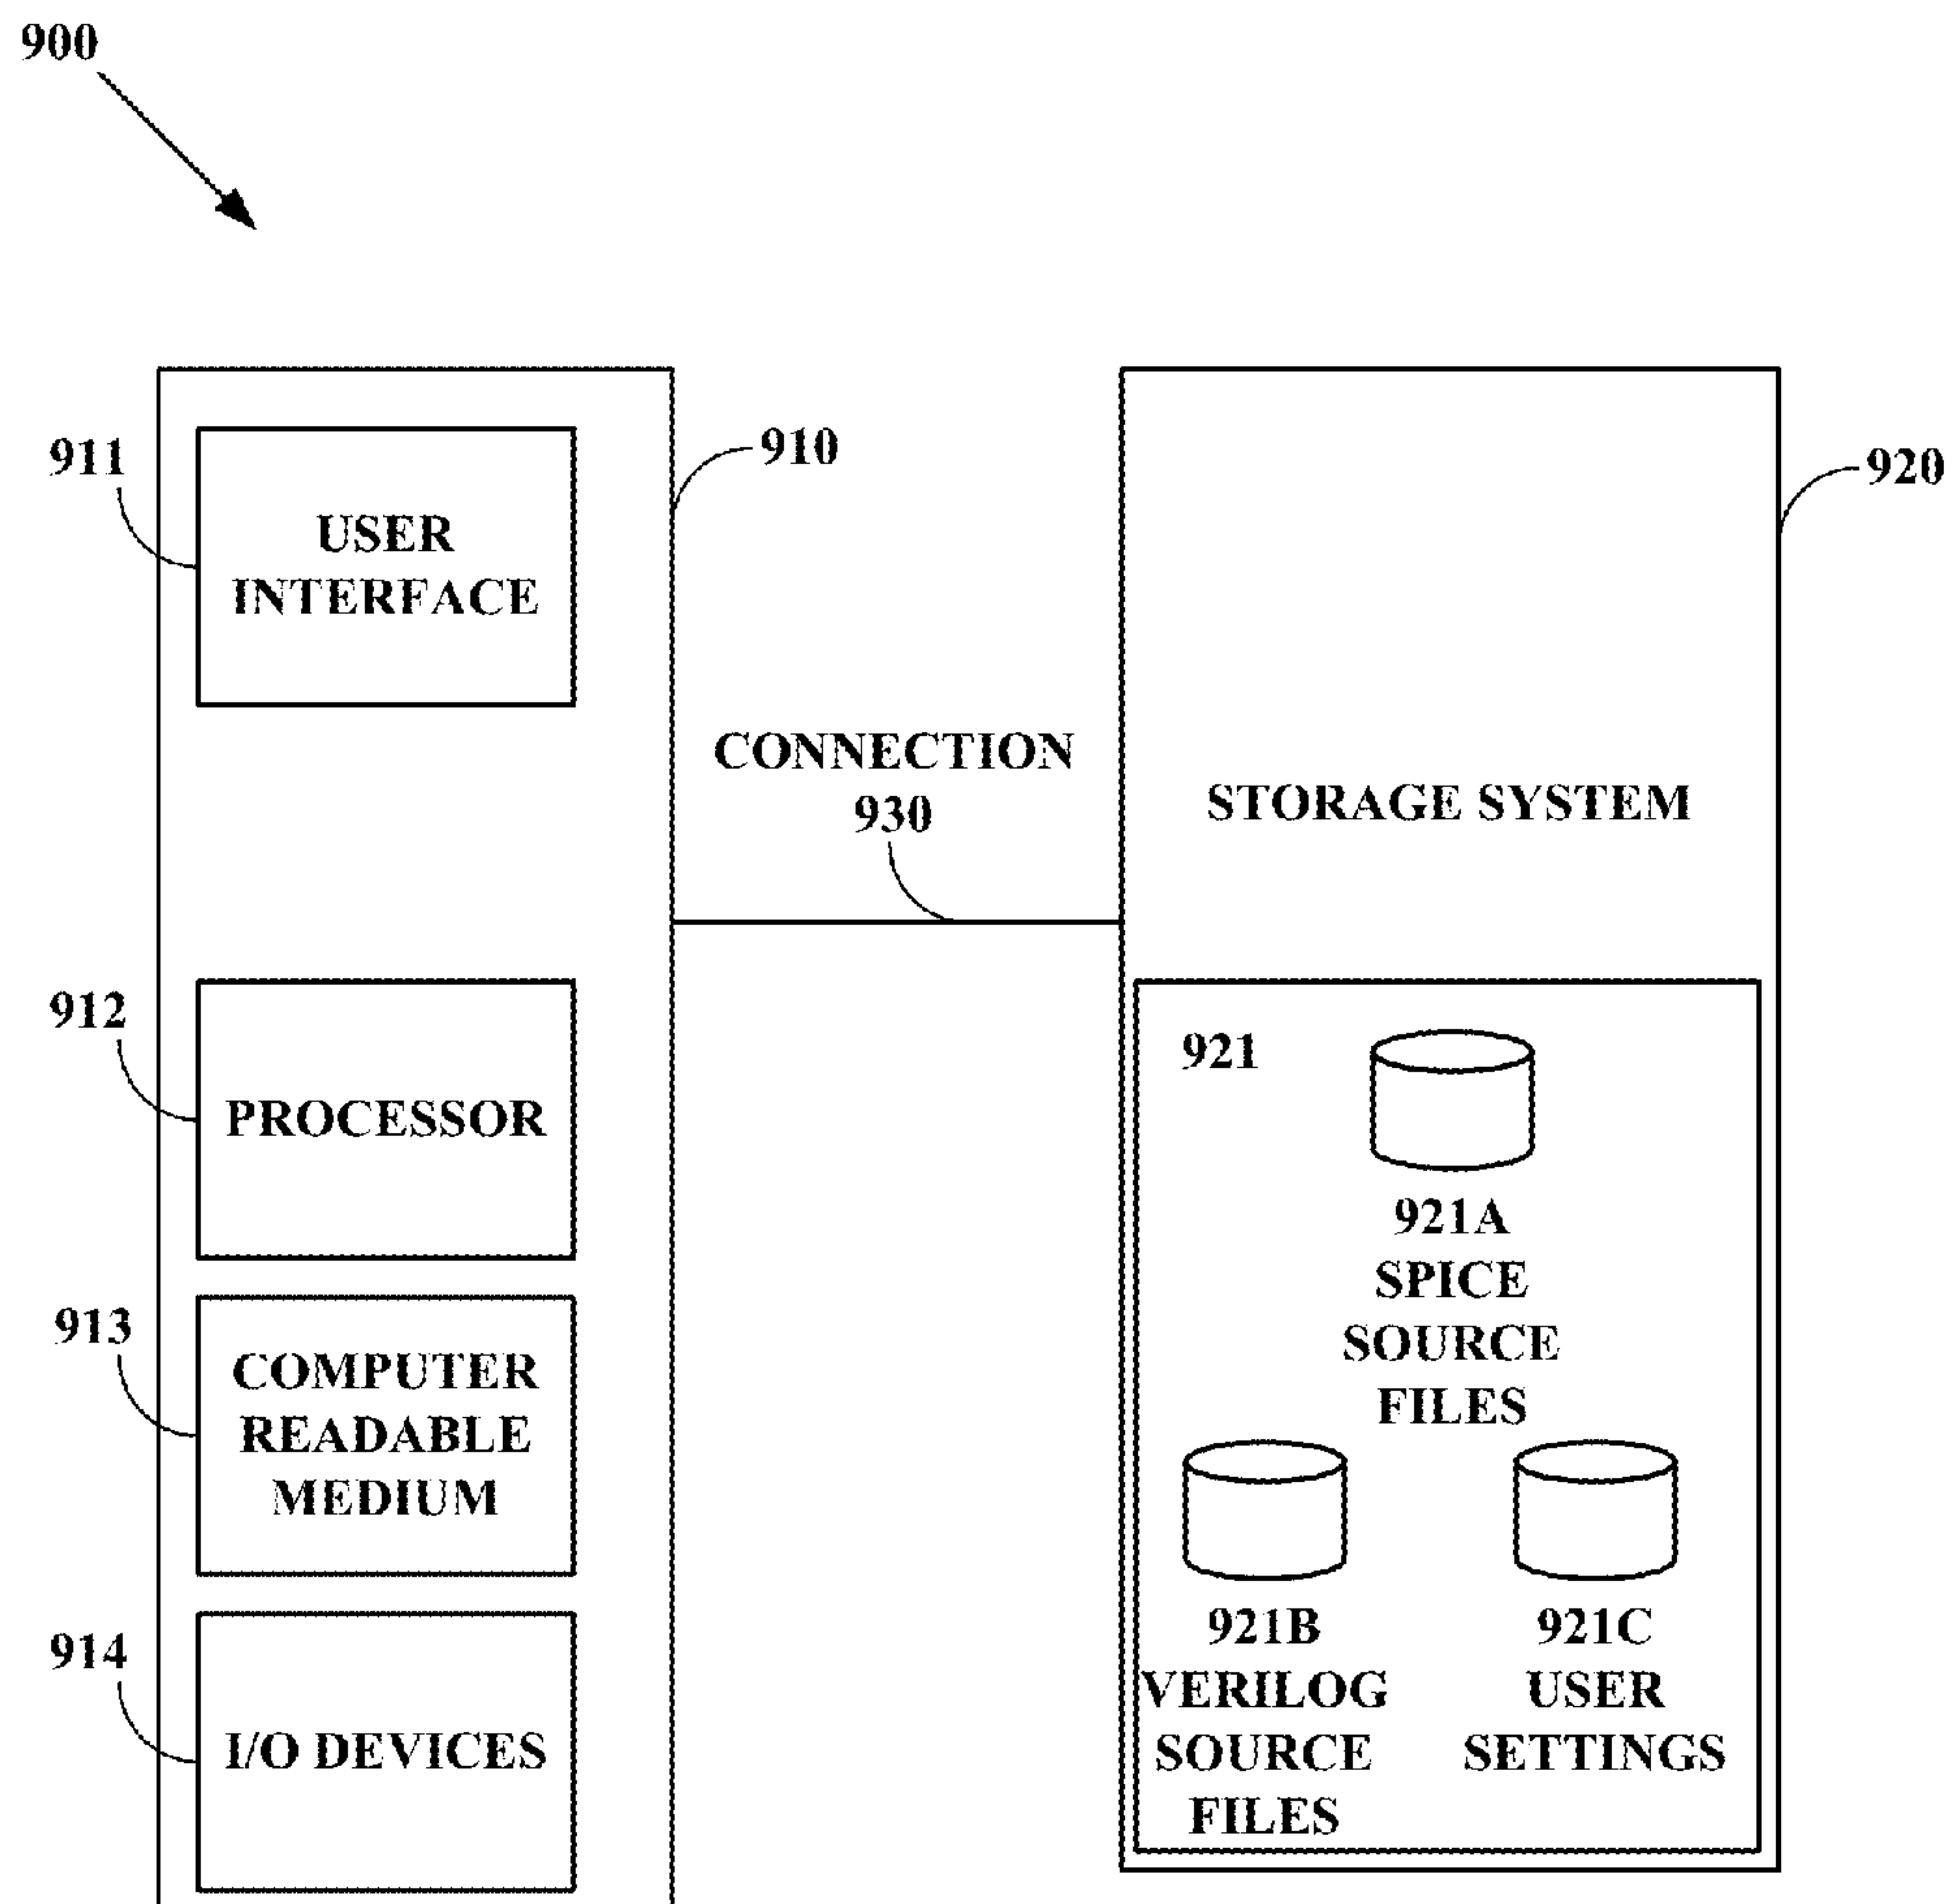 900
911
USER
INTERFACE
910
920
CONNECTION
930
STORAGE SYSTEM
912
PROCESSOR
913
COMPUTER
READABLE
MEDIUM
914
I/O DEVICES
921
921A
SPICE
SOURCE
FILES
921B
VERILOG
SOURCE
FILES
921C
USER
SETTINGS